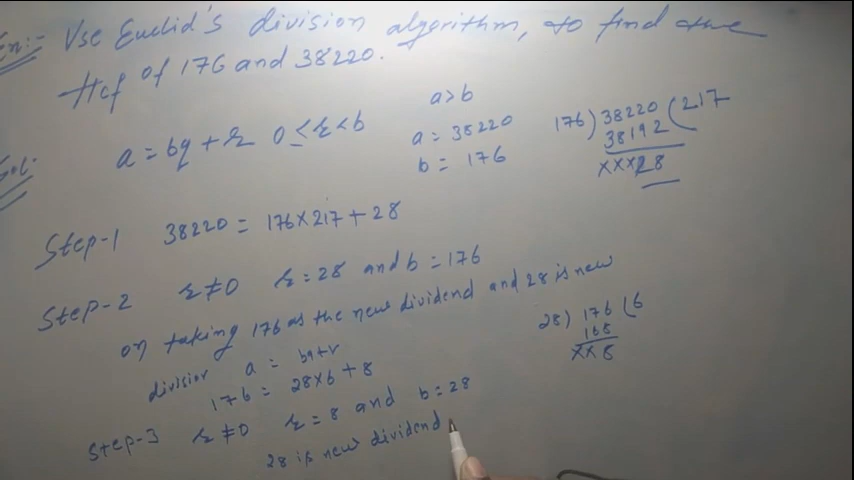 Ex:- Use Euclid's division algorithm, to find the
Hcf of 176 and 38220.
Sol:
a = bq + r 0 ≤ r < b
a > b
a = 38220
b = 176
176) 38220 (217
38192
XXX28
Step-1 38220 = 176 × 217 + 28
Step-2 r ≠ 0 r = 28 and b = 176
on taking 176 as the new dividend and 28 is new
divisior a = bq + r
176 = 28 × 6 + 8
28) 176 (6
168
XX8
Step-3 r ≠ 0 r = 8 and b = 28
28 is new dividend